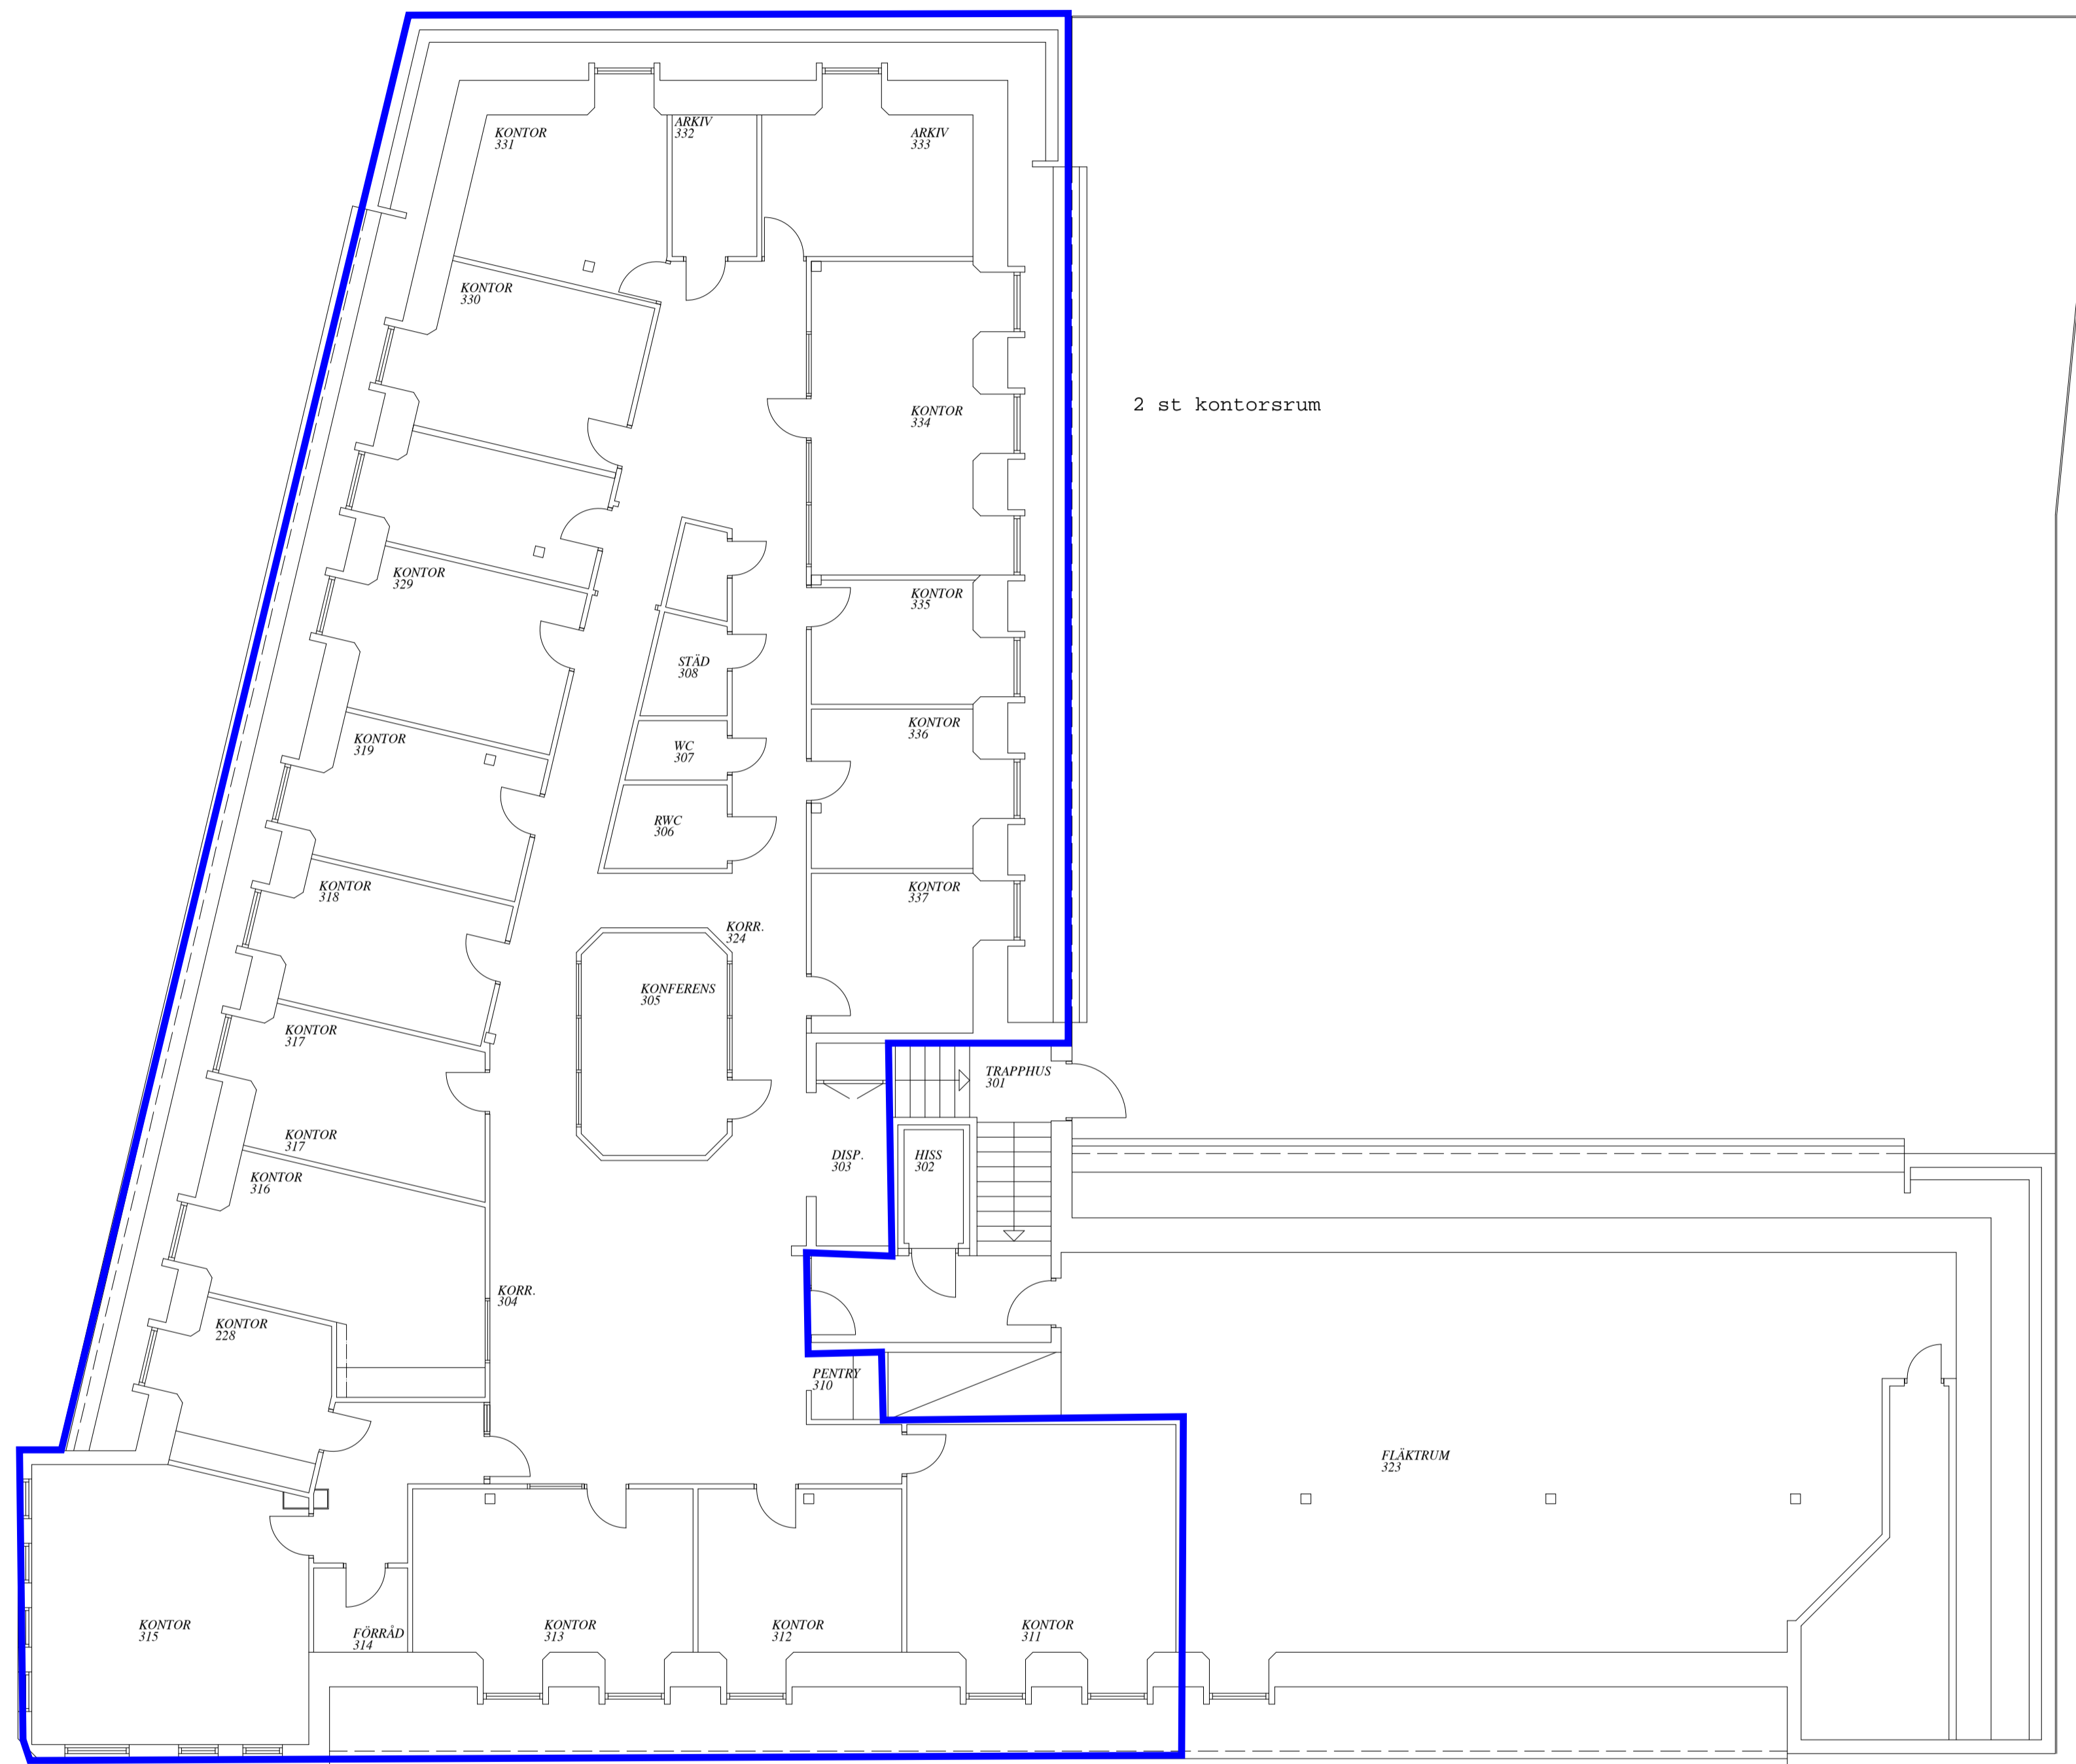 ARKIV
332
KONTOR
331
ARKIV
333
KONTOR
330
2 st kontorsrum
KONTOR
334
KONTOR
329
KONTOR
335
STÄD
308
KONTOR
336
KONTOR
319
WC
307
RWC
306
KONTOR
318
KONTOR
337
KORR.
324
KONFERENS
305
KONTOR
317
TRAPPHUS
301
KONTOR
317
DISP.
303
HISS
302
KONTOR
316
KORR.
304
KONTOR
228
PENTRY
310
FLÄKTRUM
323
KONTOR
315
FÖRRÅD
314
KONTOR
313
KONTOR
312
KONTOR
311